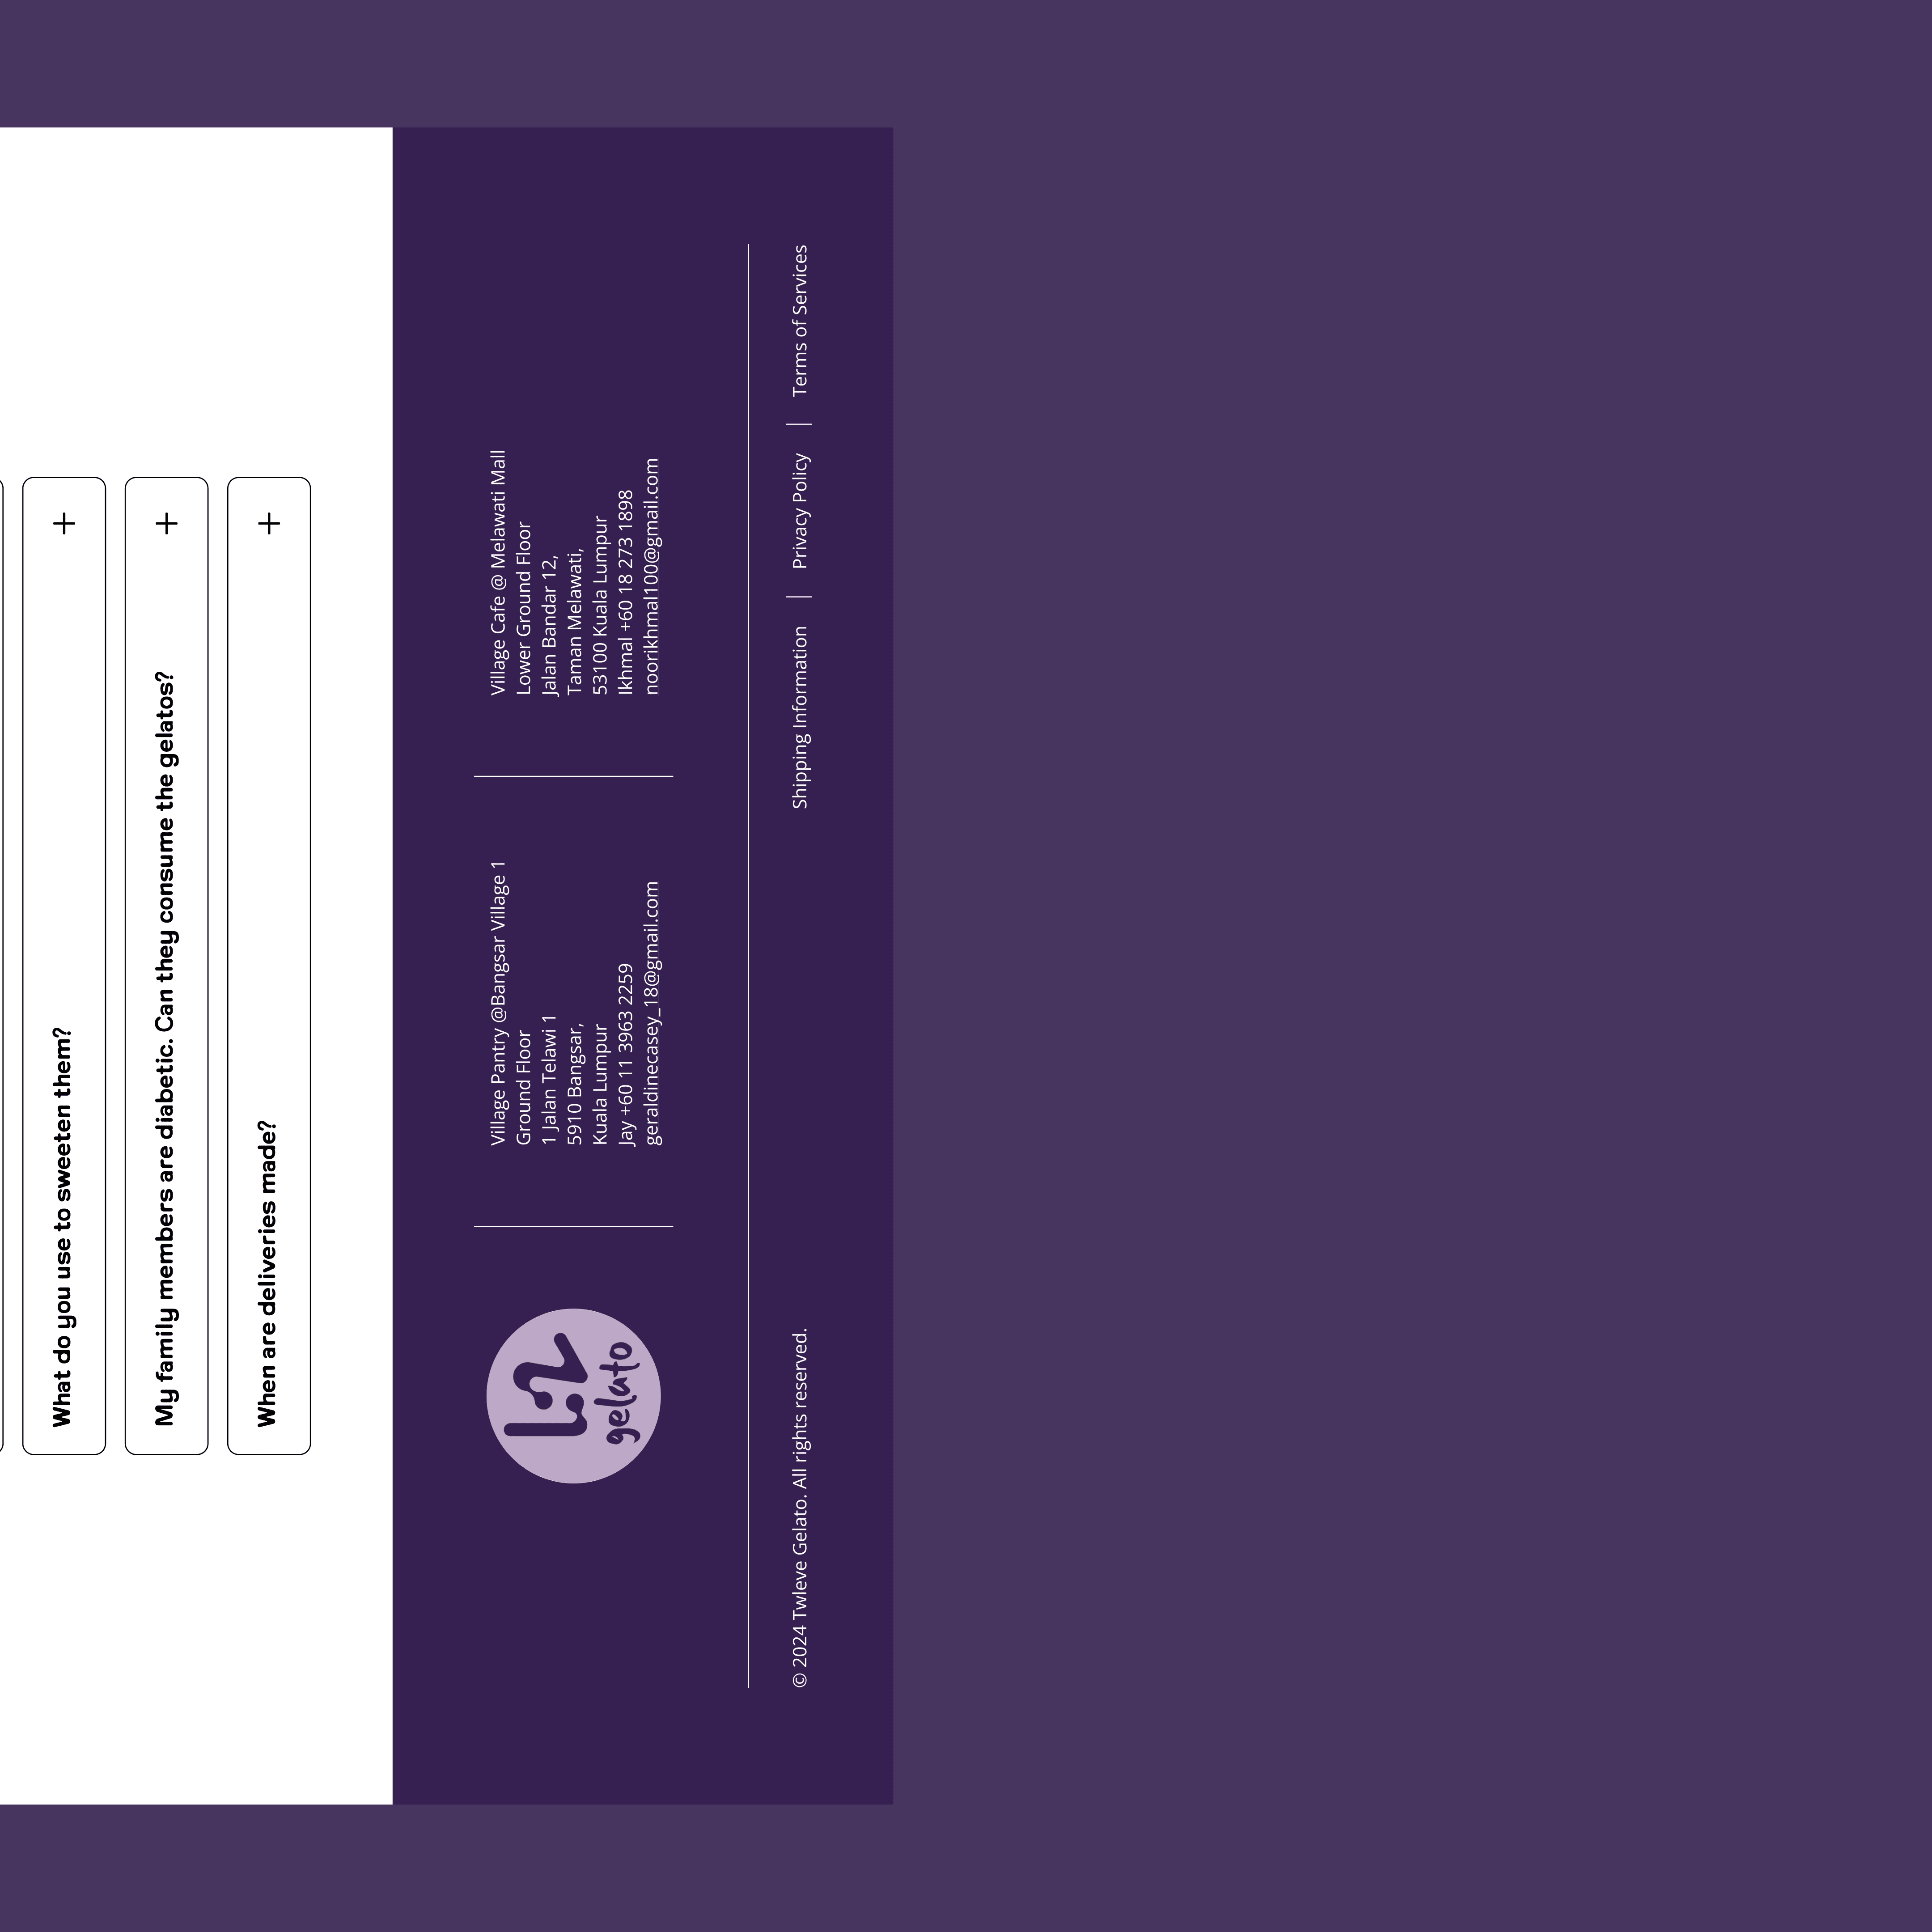 What do you use to sweeten them?
My family members are diabetic. Can they consume the gelatos?
When are deliveries made?
12
gelato
Village Pantry @Bangsar Village 1
Ground Floor
1 Jalan Telawi 1
5910 Bangsar,
Kuala Lumpur
Jay +60 11 3963 2259
geraldinecasey_18@gmail.com
Village Cafe @ Melawati Mall
Lower Ground Floor
Jalan Bandar 12,
Taman Melawati,
53100 Kuala Lumpur
Ikhmal +60 18 273 1898
noorikhmal100@gmail.com
© 2024 Twleve Gelato. All rights reserved.
Shipping Information | Privacy Policy | Terms of Services